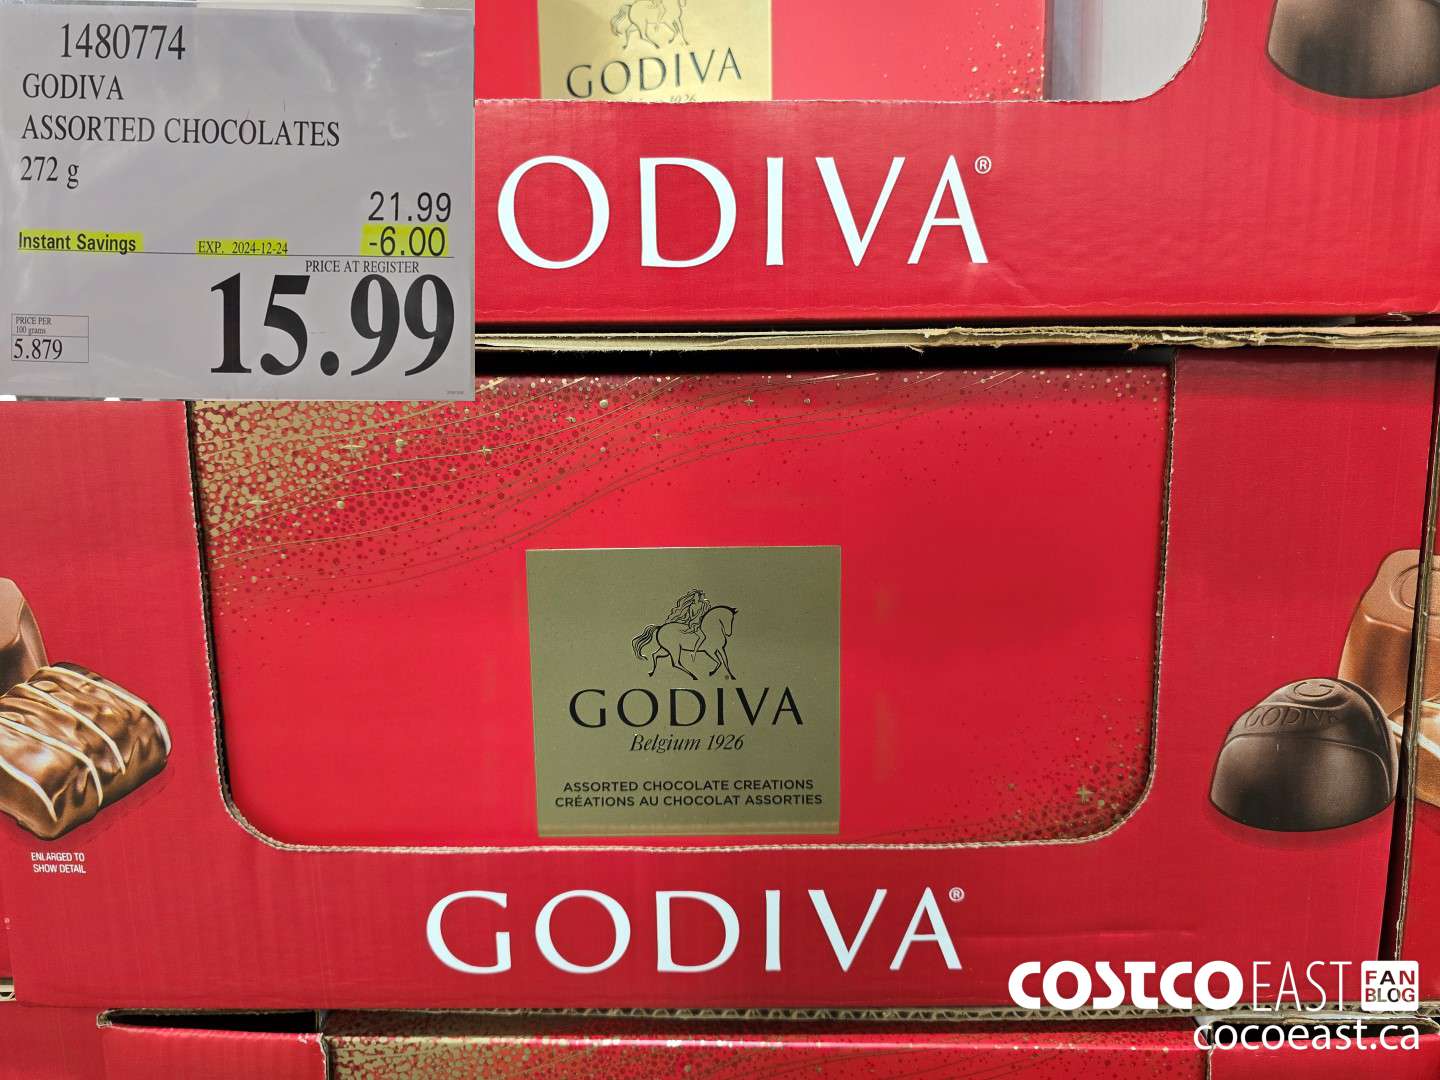 1480774
GODIVA
ASSORTED CHOCOLATES
272 g
21.99
Instant Savings EXP. 2024-12-24 -6.00
PRICE AT REGISTER
15.99
PRICE PER
100 grams
5.879
GODIVA
1926
ODIVA®
GODIVA
Belgium 1926
ASSORTED CHOCOLATE CREATIONS
CRÉATIONS AU CHOCOLAT ASSORTIES
GODIVA
ENLARGED TO
SHOW DETAIL
GODIVA®
COSTCO EAST FAN BLOG
cocoeast.ca